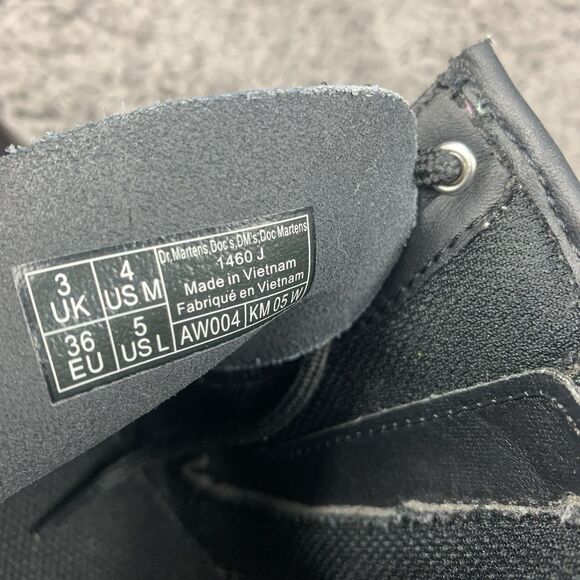 3 UK
4 US M
36 EU
5 US L
Dr.Martens,Doc's,DM's,Doc Martens
1460 J
Made in Vietnam
Fabriqué en Vietnam
AW004
KM 05 W